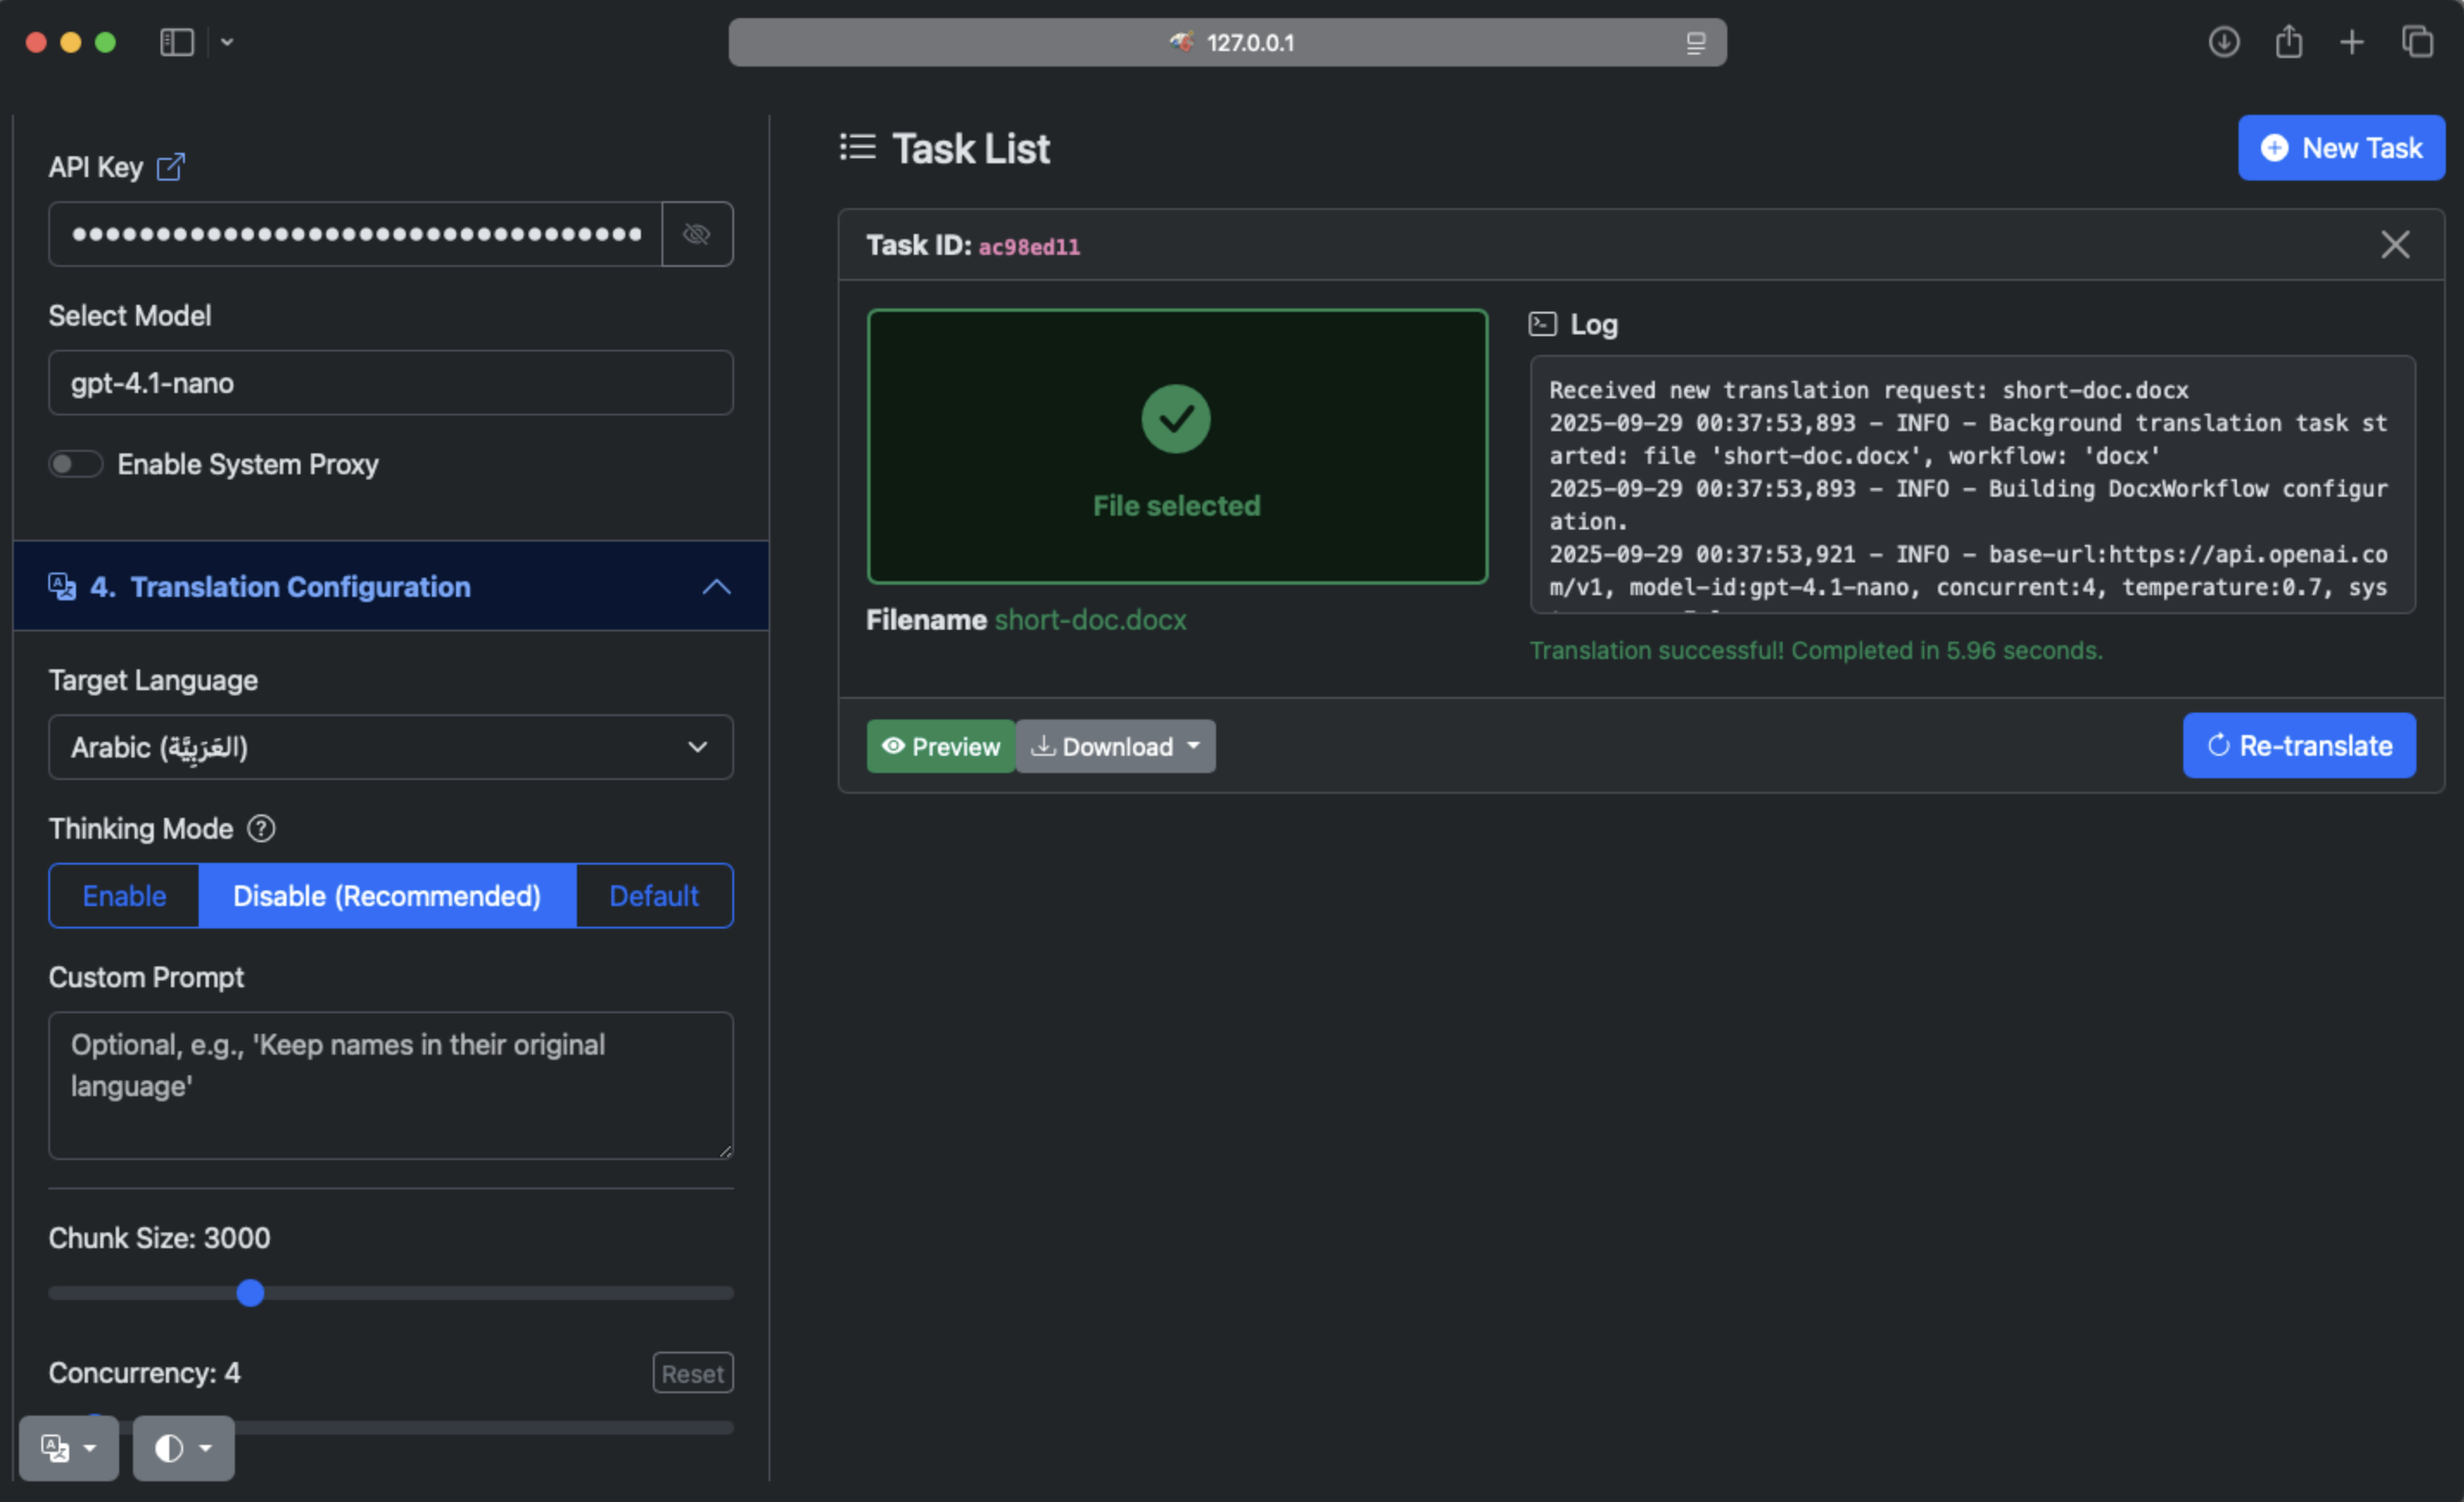 127.0.0.1
API Key
Select Model
gpt-4.1-nano
Enable System Proxy
4. Translation Configuration
Target Language
Arabic (العَرَبِيَّة)
Thinking Mode
Enable
Disable (Recommended)
Default
Custom Prompt
Optional, e.g., 'Keep names in their original
language'
Chunk Size: 3000
Concurrency: 4
Reset
Task List
New Task
Task ID: ac98ed11
File selected
Filename short-doc.docx
Log
Received new translation request: short-doc.docx
2025-09-29 00:37:53,893 - INFO - Background translation task st
arted: file 'short-doc.docx', workflow: 'docx'
2025-09-29 00:37:53,893 - INFO - Building DocxWorkflow configur
ation.
2025-09-29 00:37:53,921 - INFO - base-url:https://api.openai.co
m/v1, model-id:gpt-4.1-nano, concurrent:4, temperature:0.7, sys
Translation successful! Completed in 5.96 seconds.
Preview
Download
Re-translate